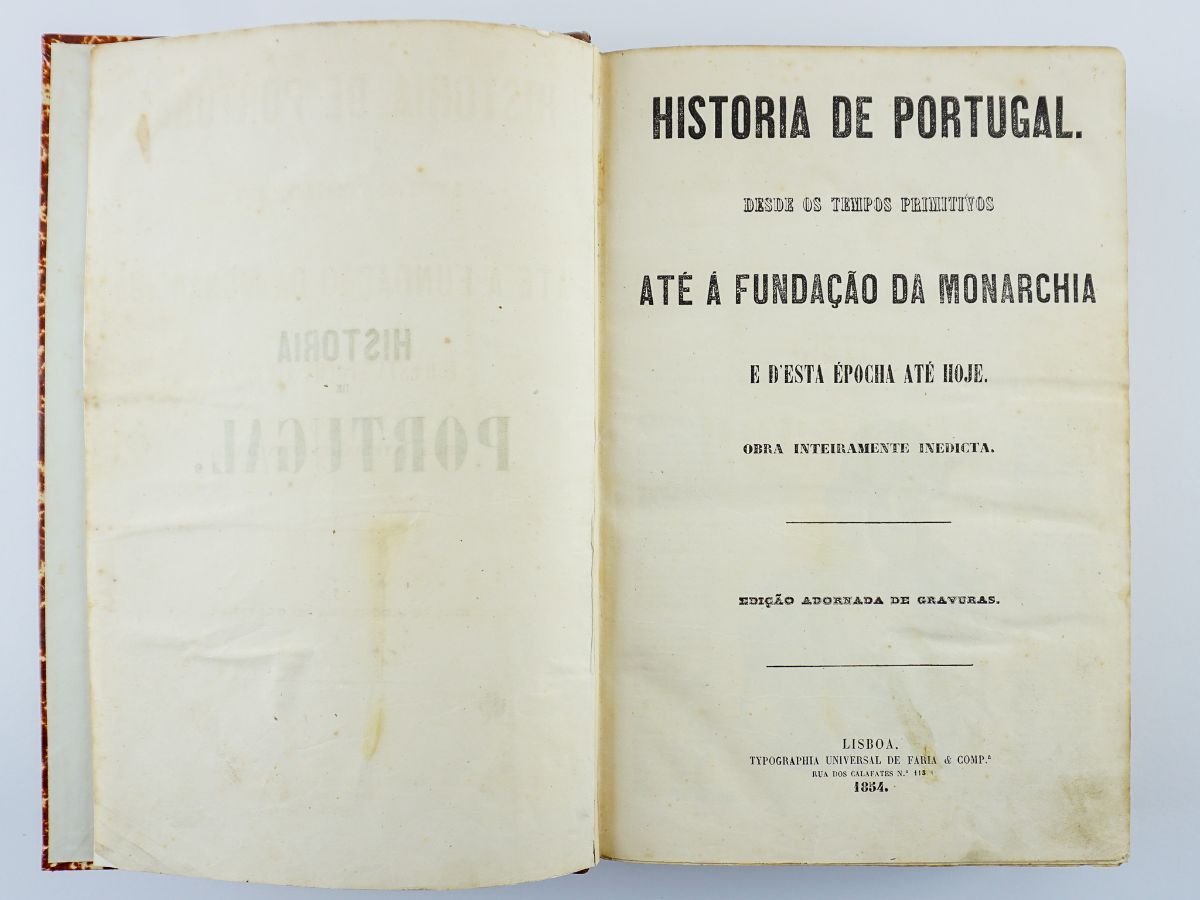 HISTORIA DE PORTUGAL.
DESDE OS TEMPOS PRIMITIVOS
ATÉ Á FUNDAÇÃO DA MONARCHIA
E D'ESTA ÉPOCHA ATÉ HOJE.
OBRA INTEIRAMENTE INEDICTA.
EDIÇÃO ADORNADA DE GRAVURAS.
LISBOA.
TYPOGRAPHIA UNIVERSAL DE FARIA & COMP.ª
RUA DOS CALAFATES N.º 113
1854.